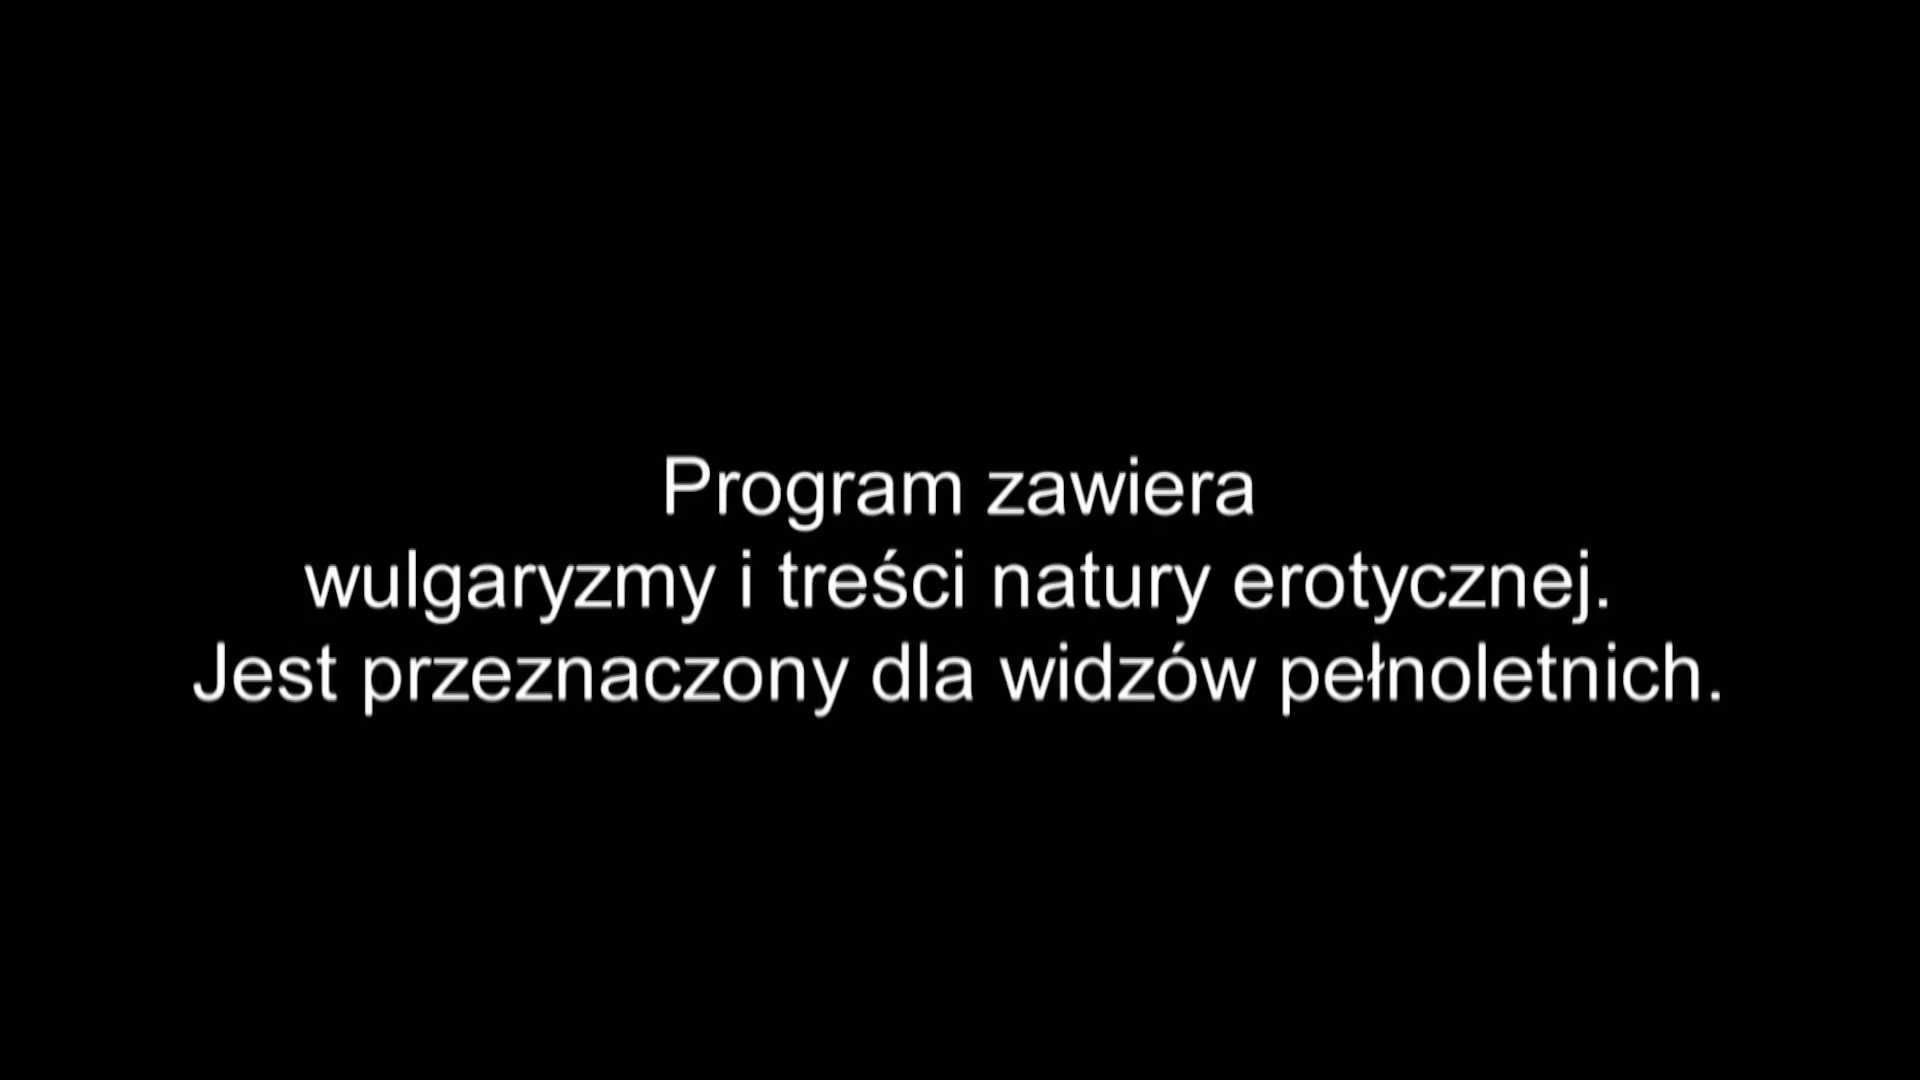 Program zawiera
wulgaryzmy i treści natury erotycznej.
Jest przeznaczony dla widzów pełnoletnich.